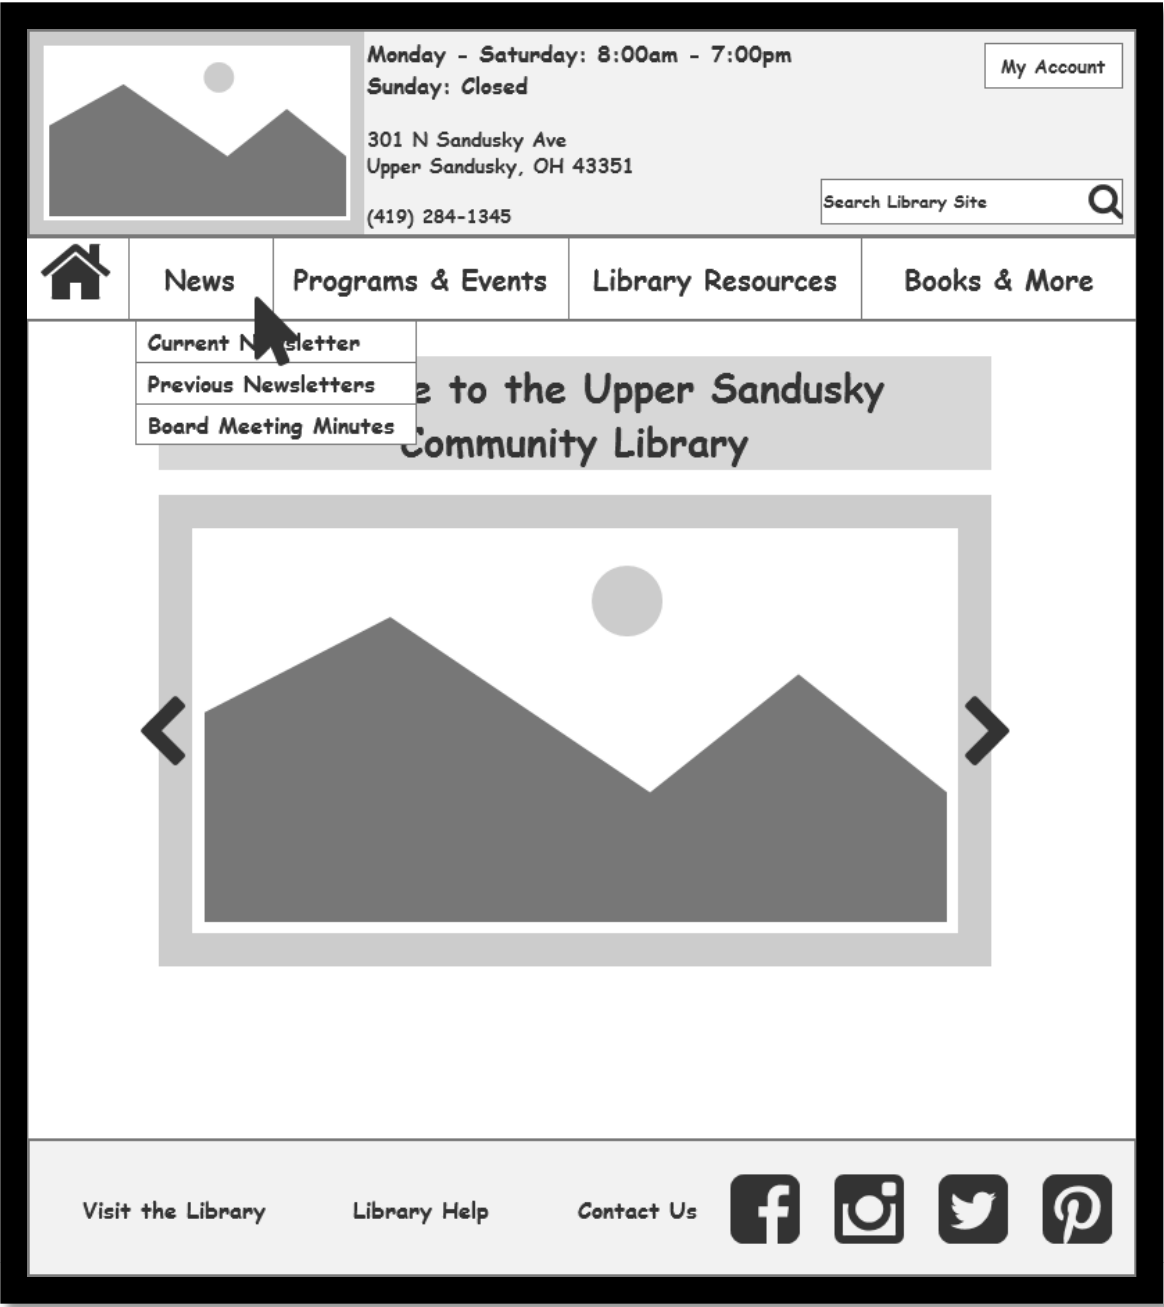 Monday - Saturday: 8:00am - 7:00pm
Sunday: Closed
301 N Sandusky Ave
Upper Sandusky, OH 43351
(419) 284-1345
My Account
Search Library Site
News
Programs & Events
Library Resources
Books & More
Current Newsletter
Previous Newsletters
Board Meeting Minutes
to the Upper Sandusky
Community Library
Visit the Library
Library Help
Contact Us